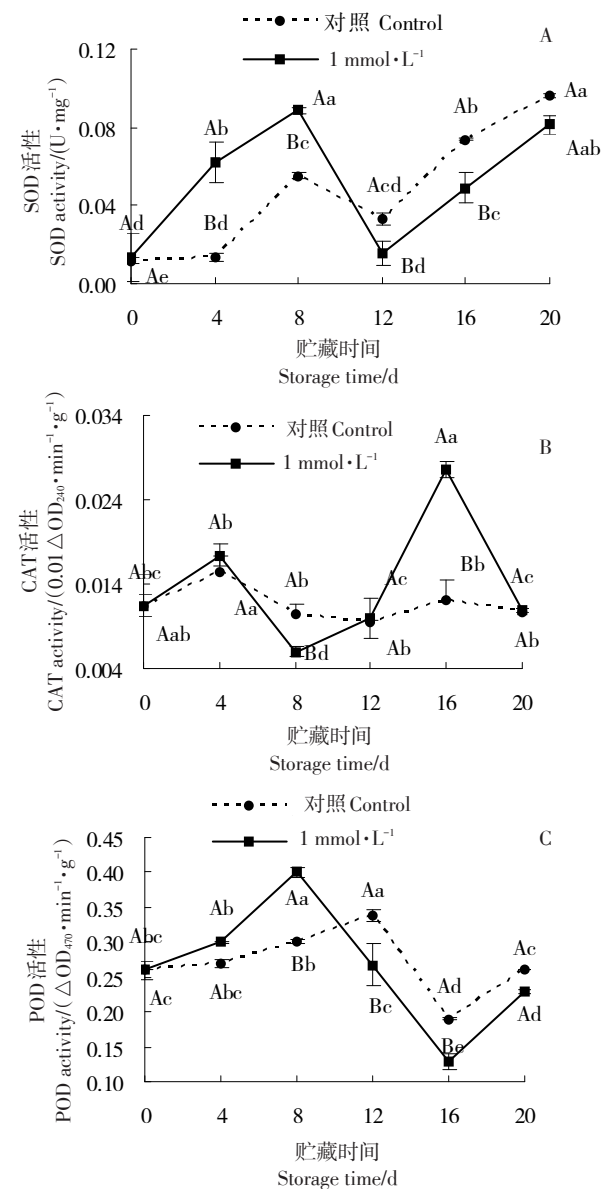 对照 Control
1 mmol·L⁻¹
A
SOD 活性
SOD activity/(U·mg⁻¹)
0.12
0.08
0.04
0.00
Ad
Ae
Ab
Bd
Aa
Bc
Acd
Bd
Ab
Bc
Aa
Aab
0 4 8 12 16 20
贮藏时间
Storage time/d
对照 Control
1 mmol·L⁻¹
B
CAT 活性
CAT activity/(0.01△OD₂₄₀·min⁻¹·g⁻¹)
0.034
0.024
0.014
0.004
Abc
Aab
Ab
Aa
Ab
Bd
Ac
Ab
Aa
Bb
Ac
Ab
0 4 8 12 16 20
贮藏时间
Storage time/d
对照 Control
1 mmol·L⁻¹
C
POD 活性
POD activity/(△OD₄₇₀·min⁻¹·g⁻¹)
0.45
0.40
0.35
0.30
0.25
0.20
0.15
0.10
Abc
Ac
Ab
Abc
Aa
Bb
Aa
Bc
Ad
Be
Ac
Ad
0 4 8 12 16 20
贮藏时间
Storage time/d